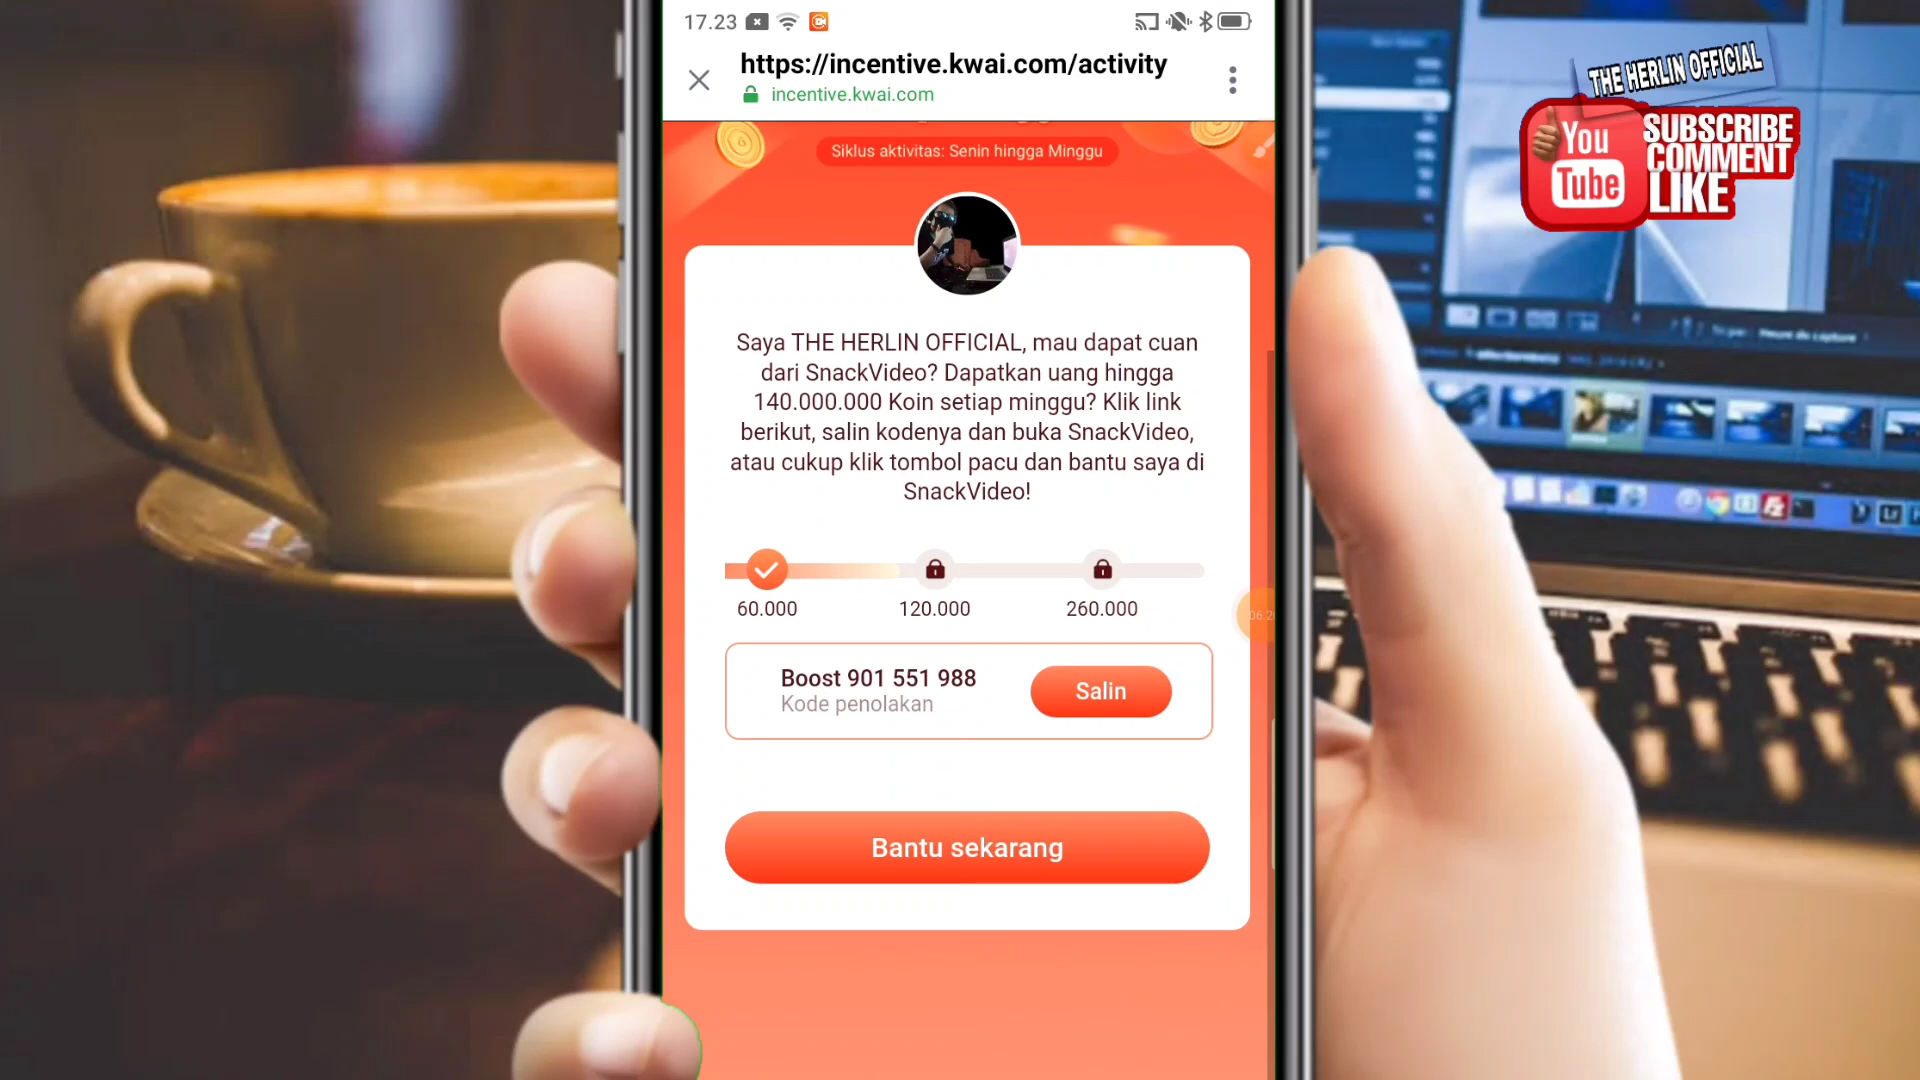 17.23
https://incentive.kwai.com/activity
incentive.kwai.com
Siklus aktivitas: Senin hingga Minggu
THE HERLIN OFFICIAL
You
Tube
SUBSCRIBE
COMMENT
LIKE
Saya THE HERLIN OFFICIAL, mau dapat cuan
dari SnackVideo? Dapatkan uang hingga
140.000.000 Koin setiap minggu? Klik link
berikut, salin kodenya dan buka SnackVideo,
atau cukup klik tombol pacu dan bantu saya di
SnackVideo!
60.000
120.000
260.000
Boost 901 551 988
Kode penolakan
Salin
Bantu sekarang